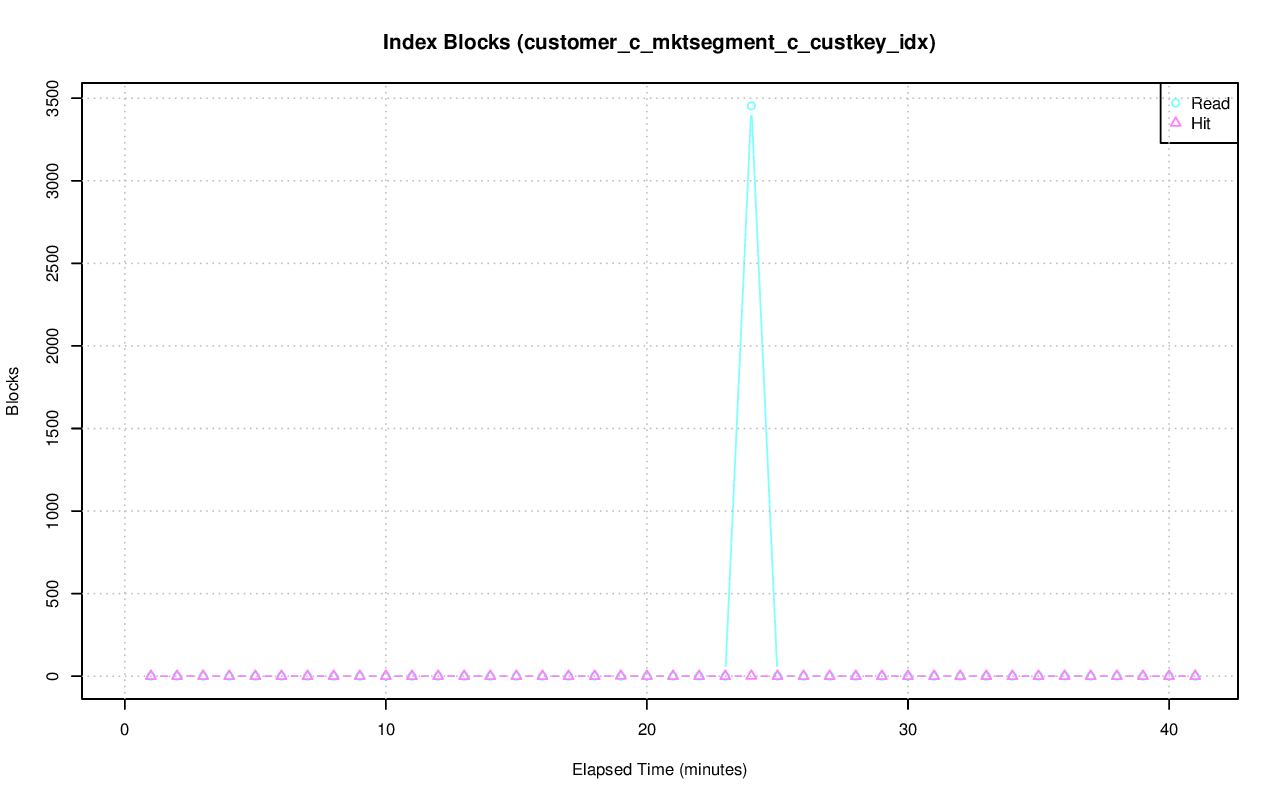 Index Blocks (customer_c_mktsegment_c_custkey_idx)
Read
Hit
3500
3000
2500
2000
1500
1000
500
0
Blocks
0 10 20 30 40
Elapsed Time (minutes)